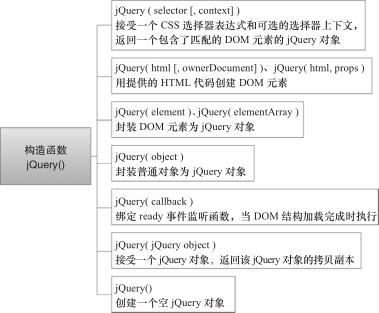 构造函数
jQuery()
jQuery ( selector [, context] )
接受一个 CSS 选择器表达式和可选的选择器上下文，
返回一个包含了匹配的 DOM 元素的 jQuery 对象
jQuery( html [, ownerDocument] )、jQuery( html, props )
用提供的 HTML 代码创建 DOM 元素
jQuery( element )、jQuery( elementArray )
封装 DOM 元素为 jQuery 对象
jQuery( object )
封装普通对象为 jQuery 对象
jQuery( callback )
绑定 ready 事件监听函数，当 DOM 结构加载完成时执行
jQuery( jQuery object )
接受一个 jQuery 对象，返回该 jQuery 对象的拷贝副本
jQuery()
创建一个空 jQuery 对象